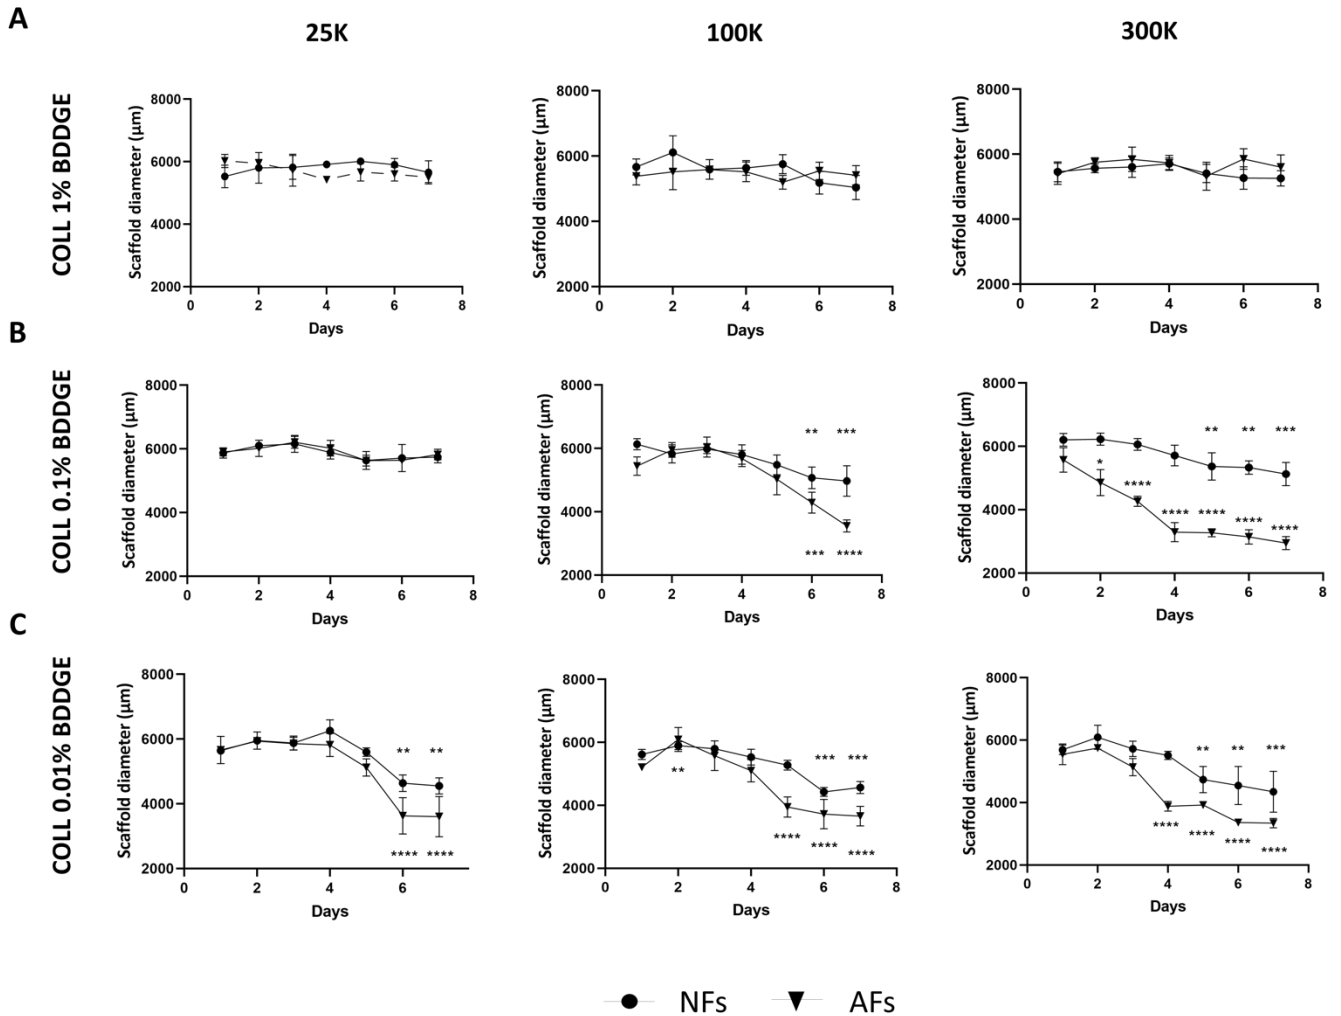 A
25K
100K
300K
COLL 1% BDDGE
Scaffold diameter (µm)
8000
6000
4000
2000
0 2 4 6 8
Days
Scaffold diameter (µm)
8000
6000
4000
2000
0 2 4 6 8
Days
Scaffold diameter (µm)
8000
6000
4000
2000
0 2 4 6 8
Days
B
COLL 0.1% BDDGE
Scaffold diameter (µm)
8000
6000
4000
2000
0 2 4 6 8
Days
Scaffold diameter (µm)
8000
6000
4000
2000
0 2 4 6 8
Days
** ***
*** ****
Scaffold diameter (µm)
8000
6000
4000
2000
0 2 4 6 8
Days
** ** ***
* **** **** **** **** ****
C
COLL 0.01% BDDGE
Scaffold diameter (µm)
8000
6000
4000
2000
0 2 4 6 8
Days
** **
**** ****
Scaffold diameter (µm)
8000
6000
4000
2000
0 2 4 6 8
Days
*** ***
** **** **** ****
Scaffold diameter (µm)
8000
6000
4000
2000
0 2 4 6 8
Days
** ** ***
**** **** **** ****
NFs AFs